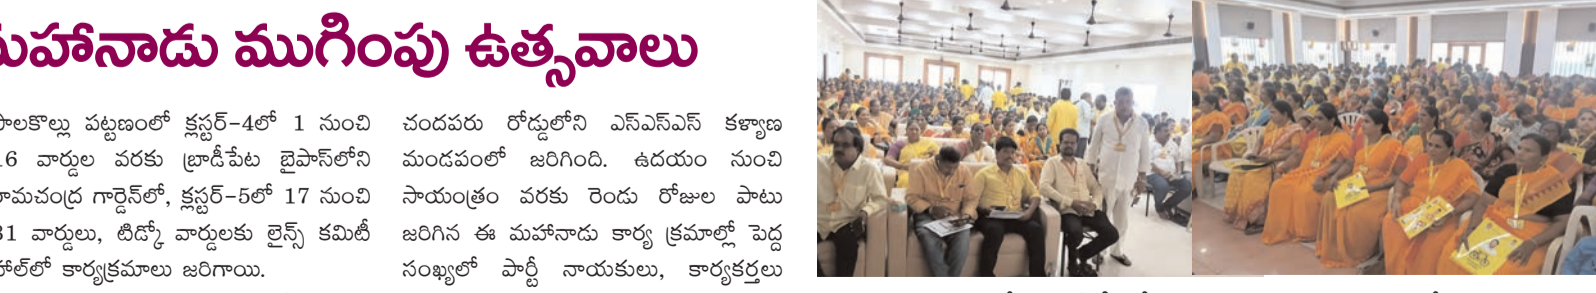 మహానాడు ముగింపు ఉత్సవాలు
పాలకొల్లు పట్టణంలో క్లస్టర్-4లో 1 నుంచి
16 వార్డుల వరకు బ్రాడీపేట బైపాస్‌లోని
రామచంద్ర గార్డెన్‌లో, క్లస్టర్-5లో 17 నుంచి
31 వార్డులు, టిడ్కో వార్డులకు లైన్స్ కమిటీ
హాల్‌లో కార్యక్రమాలు జరిగాయి.
చందపరు రోడ్డులోని ఎస్ఎస్ఎస్ కళ్యాణ
మండపంలో జరిగింది. ఉదయం నుంచి
సాయంత్రం వరకు రెండు రోజుల పాటు
జరిగిన ఈ మహానాడు కార్య క్రమాల్లో పెద్ద
సంఖ్యలో పార్టీ నాయకులు, కార్యకర్తలు